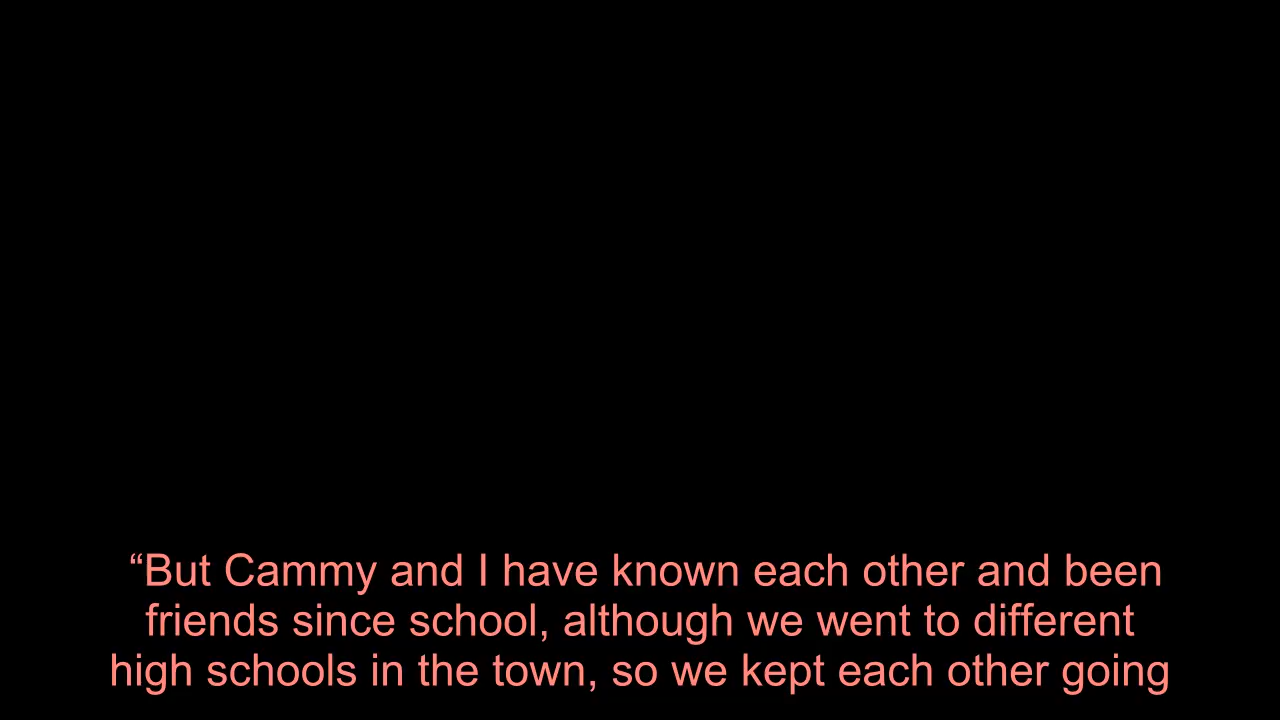 “But Cammy and I have known each other and been
friends since school, although we went to different
high schools in the town, so we kept each other going